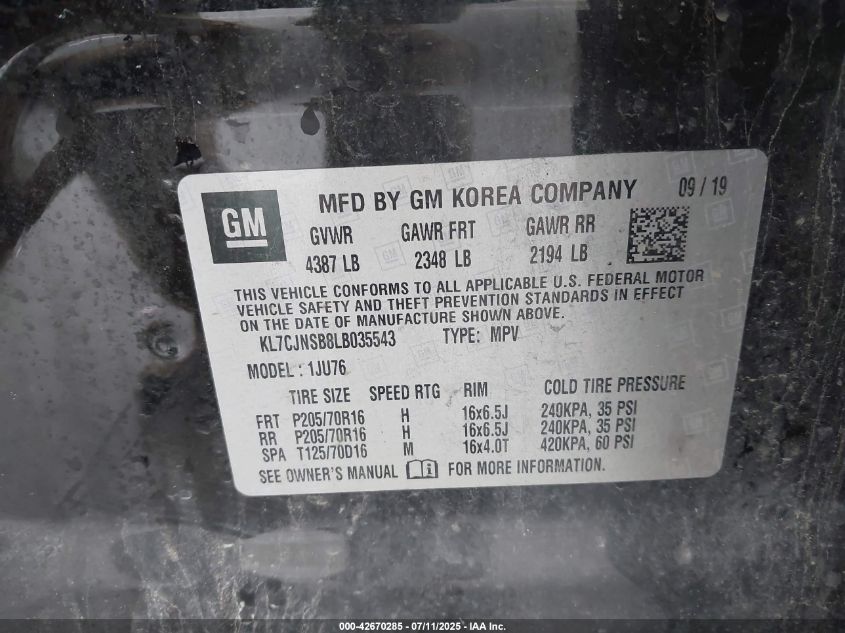 GM
MFD BY GM KOREA COMPANY 09 / 19
GVWR GAWR FRT GAWR RR
4387 LB 2348 LB 2194 LB
THIS VEHICLE CONFORMS TO ALL APPLICABLE U.S. FEDERAL MOTOR
VEHICLE SAFETY AND THEFT PREVENTION STANDARDS IN EFFECT
ON THE DATE OF MANUFACTURE SHOWN ABOVE.
KL7CJNSB8LB035543 TYPE: MPV
MODEL : 1JU76
TIRE SIZE SPEED RTG RIM COLD TIRE PRESSURE
FRT P205/70R16 H 16x6.5J 240KPA, 35 PSI
RR P205/70R16 H 16x6.5J 240KPA, 35 PSI
SPA T125/70D16 M 16x4.0T 420KPA, 60 PSI
SEE OWNER'S MANUAL FOR MORE INFORMATION.
000-42670285 - 07/11/2025 - IAA Inc.